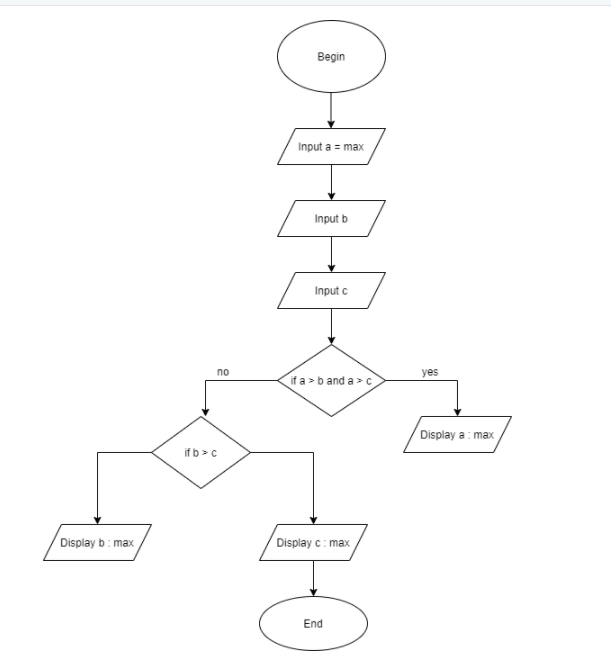 Begin
Input a = max
Input b
Input c
if a > b and a > c
no
yes
Display a : max
if b > c
Display b : max
Display c : max
End